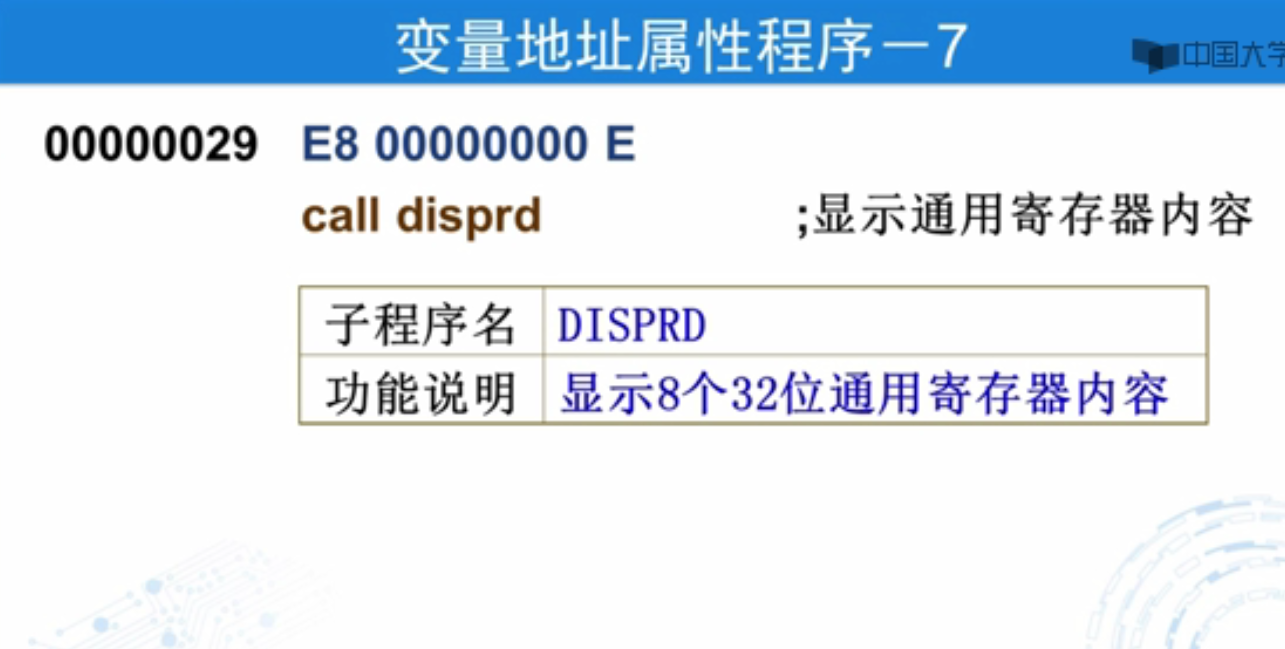 变量地址属性程序－7
中国大学
00000029 E8 00000000 E
call disprd ;显示通用寄存器内容
子程序名 DISPRD
功能说明 显示8个32位通用寄存器内容